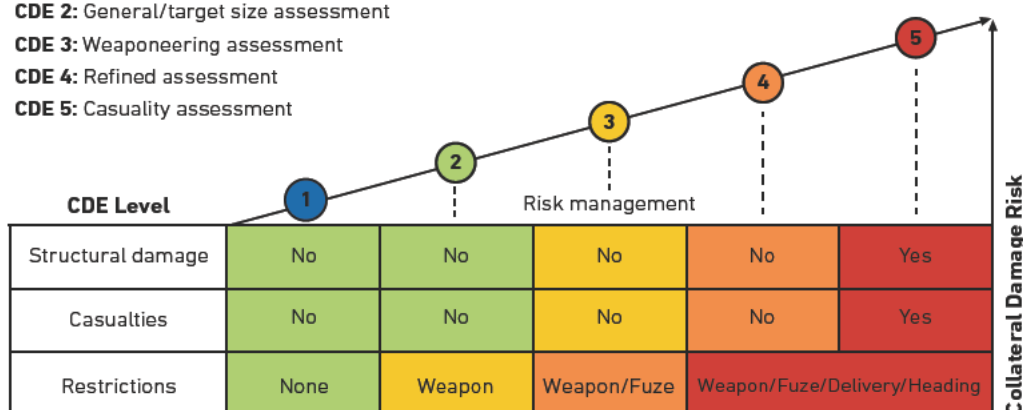 CDE 2: General/target size assessment
CDE 3: Weaponeering assessment
CDE 4: Refined assessment
CDE 5: Casuality assessment
5
4
3
2
1
CDE Level
Risk management
Structural damage No No No No Yes
Casualties No No No No Yes
Restrictions None Weapon Weapon/Fuze Weapon/Fuze/Delivery/Heading
Collateral Damage Risk